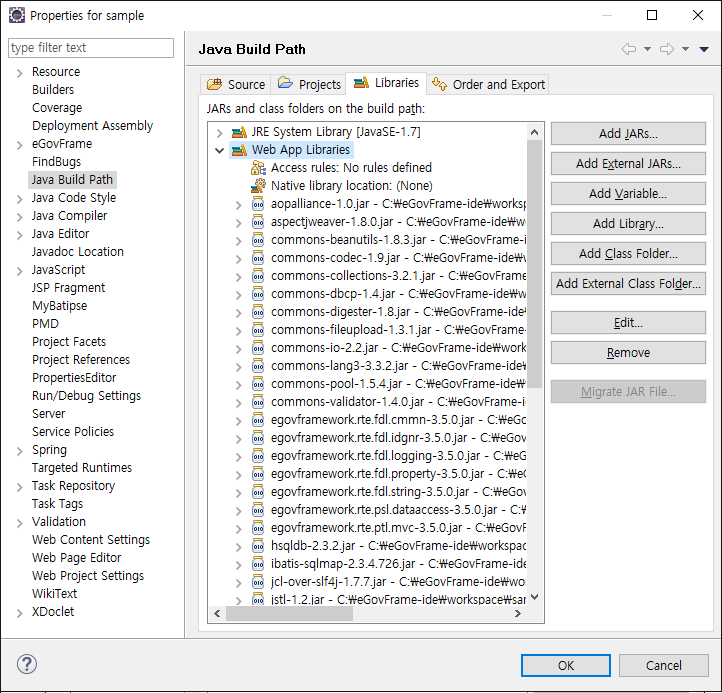 Properties for sample
type filter text
Resource
Builders
Coverage
Deployment Assembly
eGovFrame
FindBugs
Java Build Path
Java Code Style
Java Compiler
Java Editor
Javadoc Location
JavaScript
JSP Fragment
MyBatipse
PMD
Project Facets
Project References
PropertiesEditor
Run/Debug Settings
Server
Service Policies
Spring
Targeted Runtimes
Task Repository
Task Tags
Validation
Web Content Settings
Web Page Editor
Web Project Settings
WikiText
XDoclet
Java Build Path
Source Projects Libraries Order and Export
JARs and class folders on the build path:
JRE System Library [JavaSE-1.7]
Web App Libraries
Access rules: No rules defined
Native library location: (None)
aopalliance-1.0.jar - C:₩eGovFrame-ide₩worksp
aspectjweaver-1.8.0.jar - C:₩eGovFrame-ide₩w
commons-beanutils-1.8.3.jar - C:₩eGovFrame-i
commons-codec-1.9.jar - C:₩eGovFrame-ide₩w
commons-collections-3.2.1.jar - C:₩eGovFrame-
commons-dbcp-1.4.jar - C:₩eGovFrame-ide₩w
commons-digester-1.8.jar - C:₩eGovFrame-ide
commons-fileupload-1.3.1.jar - C:₩eGovFrame-
commons-io-2.2.jar - C:₩eGovFrame-ide₩work
commons-lang3-3.3.2.jar - C:₩eGovFrame-ide₩
commons-pool-1.5.4.jar - C:₩eGovFrame-ide₩
commons-validator-1.4.0.jar - C:₩eGovFrame-i
egovframework.rte.fdl.cmmn-3.5.0.jar - C:₩eG
egovframework.rte.fdl.idgnr-3.5.0.jar - C:₩eGo
egovframework.rte.fdl.logging-3.5.0.jar - C:₩e
egovframework.rte.fdl.property-3.5.0.jar - C:₩e
egovframework.rte.fdl.string-3.5.0.jar - C:₩eGo
egovframework.rte.psl.dataaccess-3.5.0.jar - C:
egovframework.rte.ptl.mvc-3.5.0.jar - C:₩eGov
hsqldb-2.3.2.jar - C:₩eGovFrame-ide₩workspac
ibatis-sqlmap-2.3.4.726.jar - C:₩eGovFrame-id
jcl-over-slf4j-1.7.7.jar - C:₩eGovFrame-ide₩wo
jstl-1.2.jar - C:₩eGovFrame-ide₩workspace₩sar
Add JARs...
Add External JARs...
Add Variable...
Add Library...
Add Class Folder...
Add External Class Folder...
Edit...
Remove
Migrate JAR File...
?
OK
Cancel